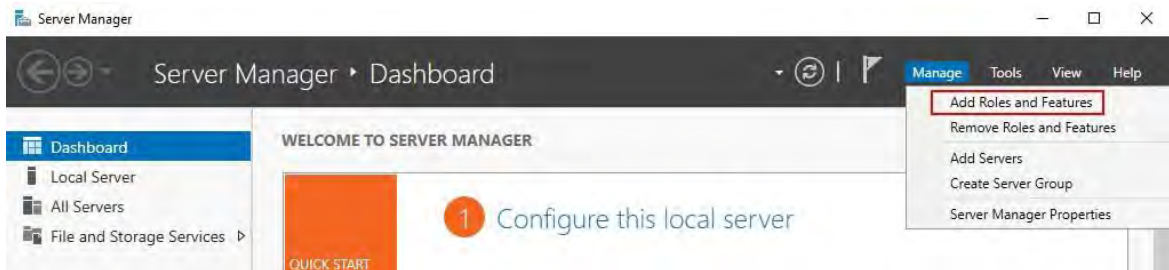 Server Manager
Server Manager • Dashboard
Manage Tools View Help
Add Roles and Features
Remove Roles and Features
Add Servers
Create Server Group
Server Manager Properties
Dashboard
Local Server
All Servers
File and Storage Services
WELCOME TO SERVER MANAGER
1 Configure this local server
QUICK START